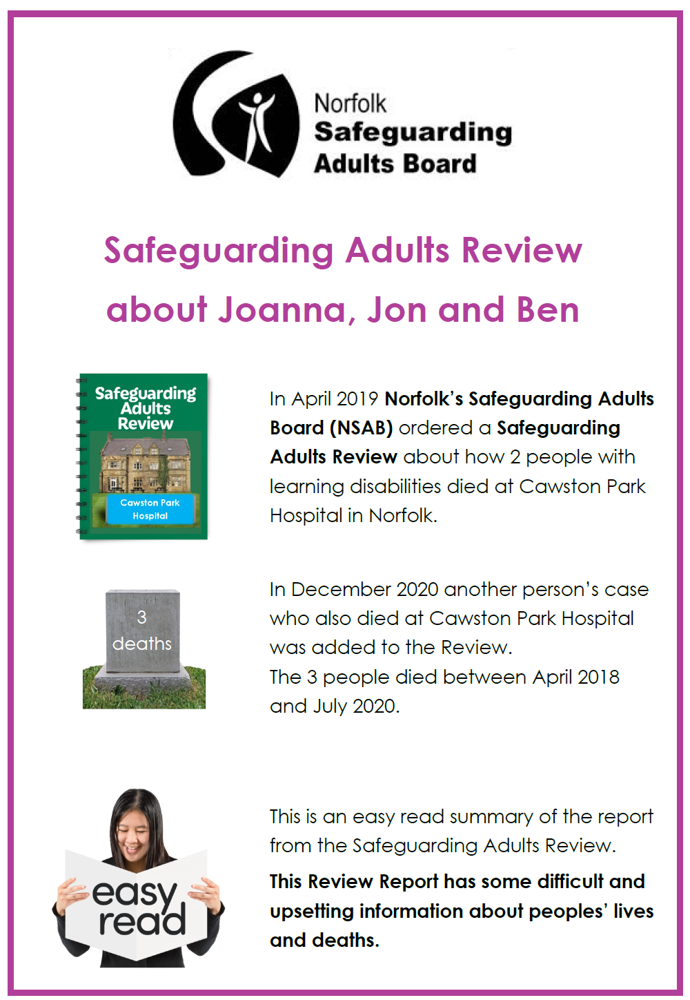 Norfolk
Safeguarding
Adults Board
Safeguarding Adults Review
about Joanna, Jon and Ben
Safeguarding
Adults
Review
Cawston Park
Hospital
In April 2019 Norfolk’s Safeguarding Adults
Board (NSAB) ordered a Safeguarding
Adults Review about how 2 people with
learning disabilities died at Cawston Park
Hospital in Norfolk.
3
deaths
In December 2020 another person’s case
who also died at Cawston Park Hospital
was added to the Review.
The 3 people died between April 2018
and July 2020.
easy
read
This is an easy read summary of the report
from the Safeguarding Adults Review.
This Review Report has some difficult and
upsetting information about peoples’ lives
and deaths.